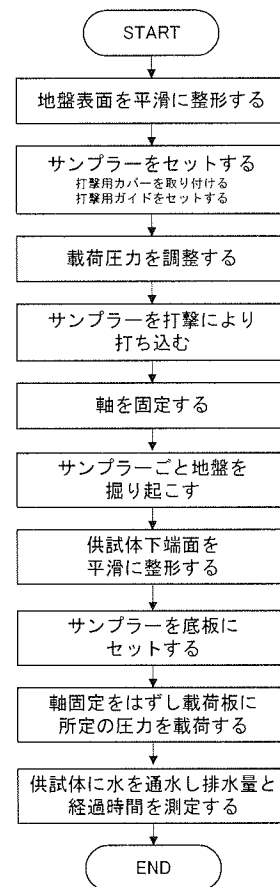 START
地盤表面を平滑に整形する
サンプラーをセットする
打撃用カバーを取り付ける
打撃用ガイドをセットする
載荷圧力を調整する
サンプラーを打撃により
打ち込む
軸を固定する
サンプラーごと地盤を
掘り起こす
供試体下端面を
平滑に整形する
サンプラーを底板に
セットする
軸固定をはずし載荷板に
所定の圧力を載荷する
供試体に水を通水し排水量と
経過時間を測定する
END